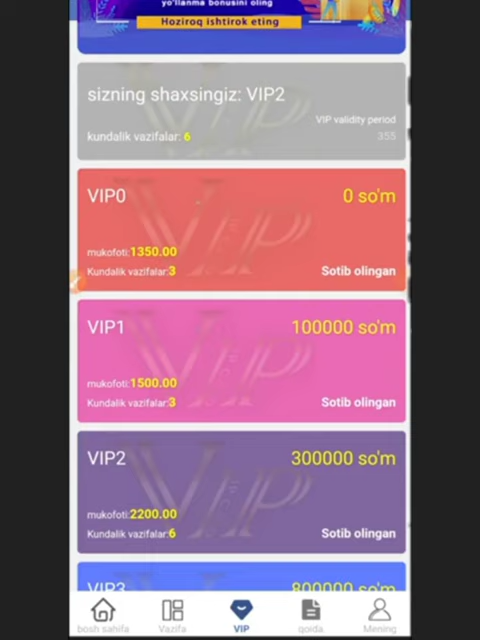 yo'llanma bonusini oling
Hoziroq ishtirok eting
sizning shaxsingiz: VIP2
VIP validity period
kundalik vazifalar: 6
355
VIP0
0 so'm
mukofoti:1350.00
Kundalik vazifalar:3
Sotib olingan
VIP1
100000 so'm
mukofoti:1500.00
Kundalik vazifalar:3
Sotib olingan
VIP2
300000 so'm
mukofoti:2200.00
Kundalik vazifalar:6
Sotib olingan
VIP3
800000 so'm
bosh sahifa
Vazifa
VIP
qoida
Mening